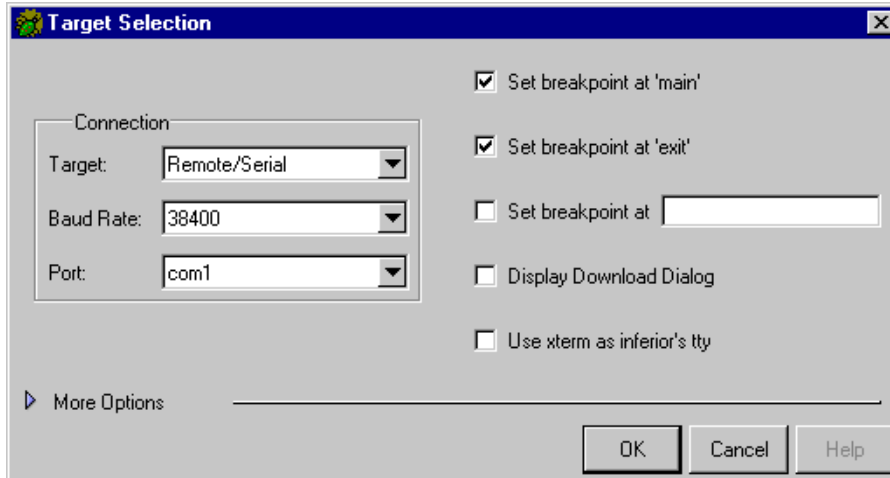 Target Selection
Connection
Target: Remote/Serial
Baud Rate: 38400
Port: com1
Set breakpoint at 'main'
Set breakpoint at 'exit'
Set breakpoint at
Display Download Dialog
Use xterm as inferior's tty
More Options
OK Cancel Help